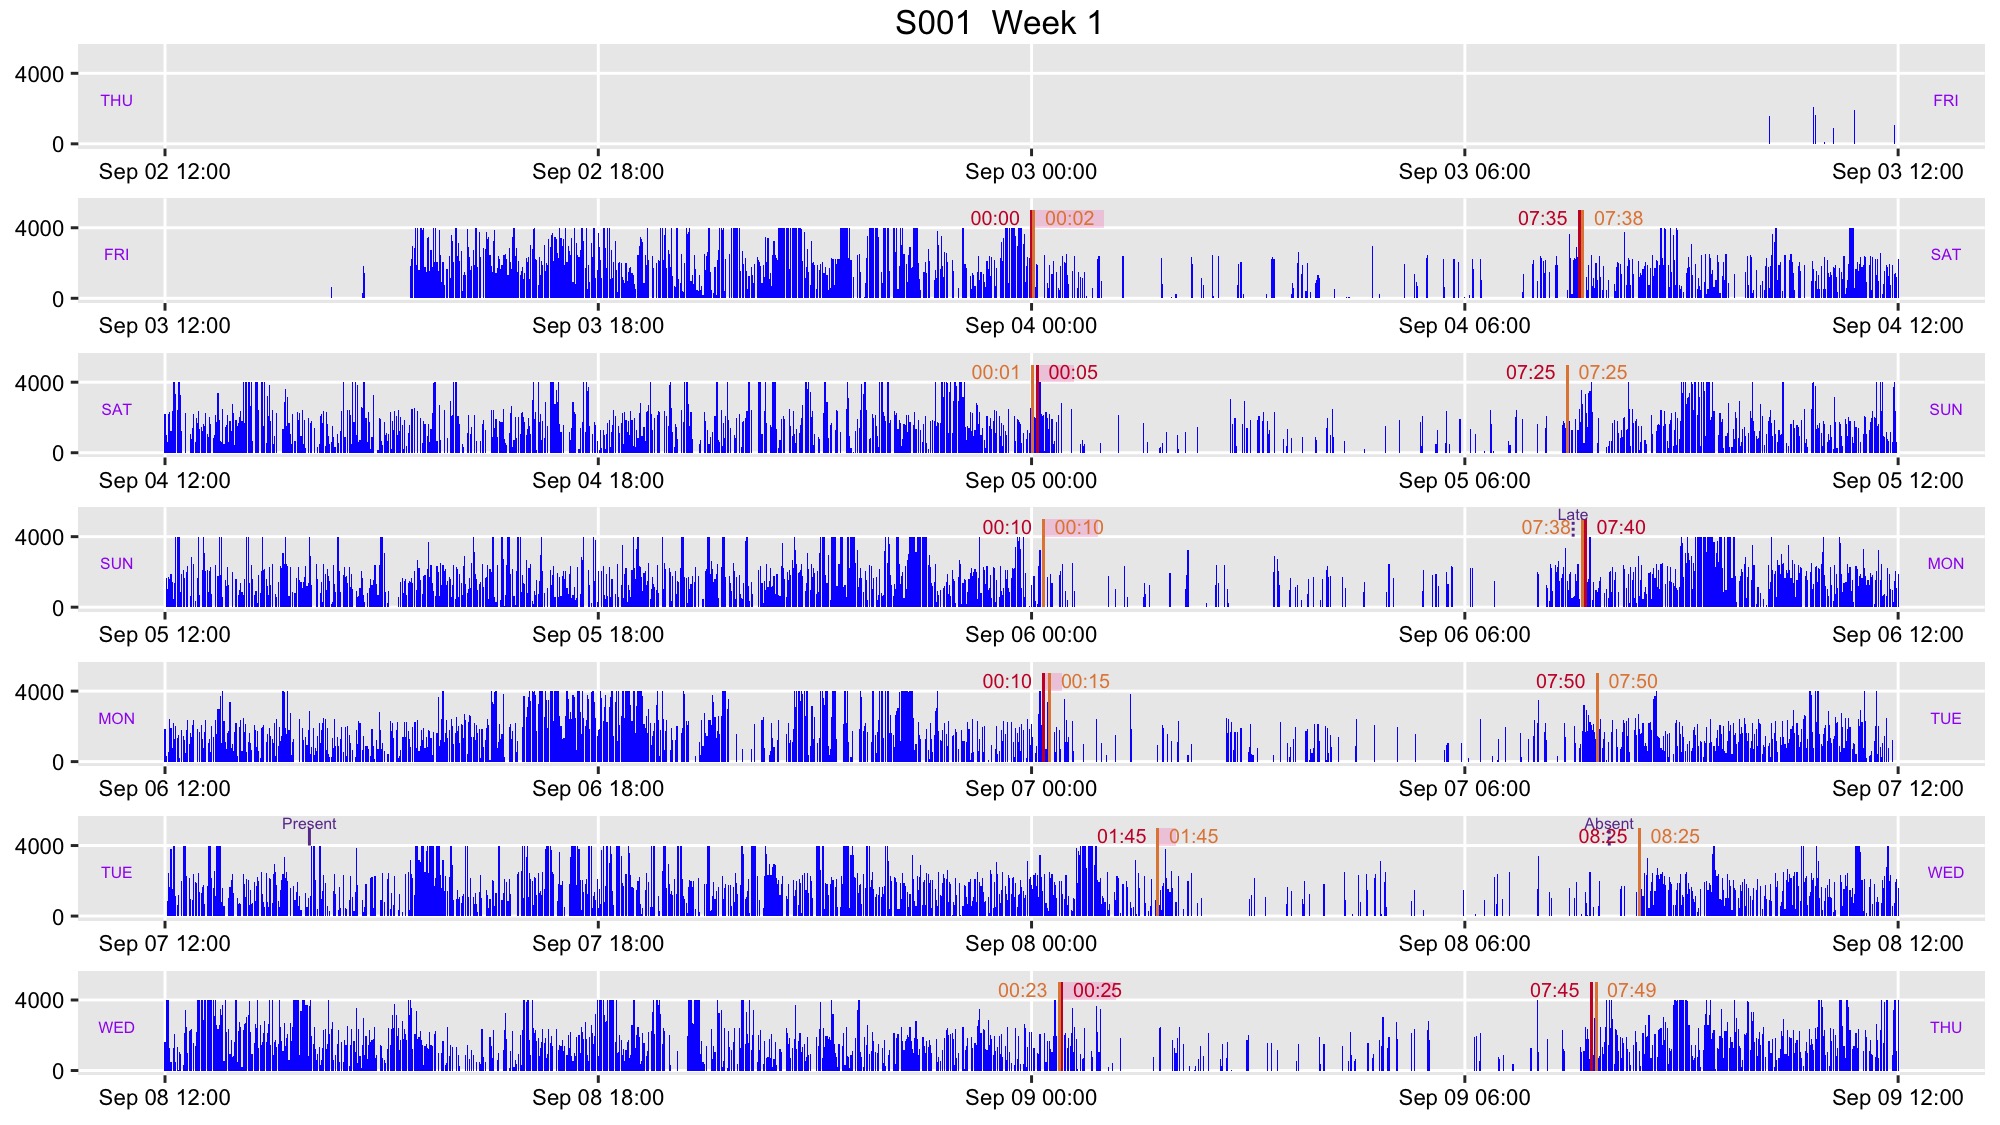 S001  Week 1
4000
THU
FRI
0
Sep 02 12:00 Sep 02 18:00 Sep 03 00:00 Sep 03 06:00 Sep 03 12:00
00:00 00:02 07:35 07:38
4000
FRI
SAT
0
Sep 03 12:00 Sep 03 18:00 Sep 04 00:00 Sep 04 06:00 Sep 04 12:00
00:01 00:05 07:25 07:25
4000
SAT
SUN
0
Sep 04 12:00 Sep 04 18:00 Sep 05 00:00 Sep 05 06:00 Sep 05 12:00
Late
00:10 00:10 07:38 07:40
4000
SUN
MON
0
Sep 05 12:00 Sep 05 18:00 Sep 06 00:00 Sep 06 06:00 Sep 06 12:00
00:10 00:15 07:50 07:50
4000
MON
TUE
0
Sep 06 12:00 Sep 06 18:00 Sep 07 00:00 Sep 07 06:00 Sep 07 12:00
Present Absent
01:45 01:45 08:25 08:25
4000
TUE
WED
0
Sep 07 12:00 Sep 07 18:00 Sep 08 00:00 Sep 08 06:00 Sep 08 12:00
00:23 00:25 07:45 07:49
4000
WED
THU
0
Sep 08 12:00 Sep 08 18:00 Sep 09 00:00 Sep 09 06:00 Sep 09 12:00